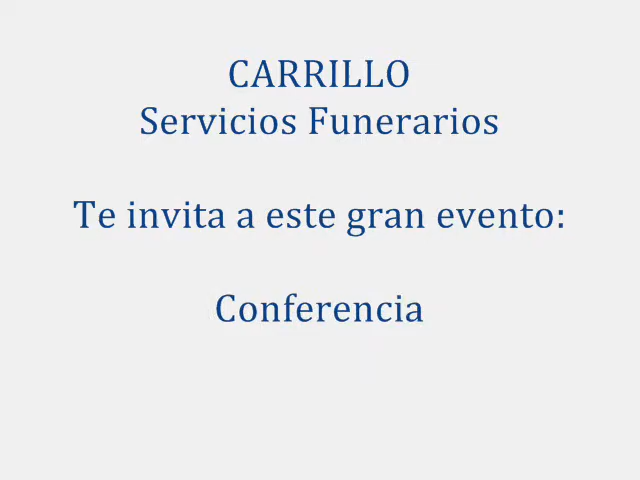 CARRILLO
Servicios Funerarios
Te invita a este gran evento:
Conferencia